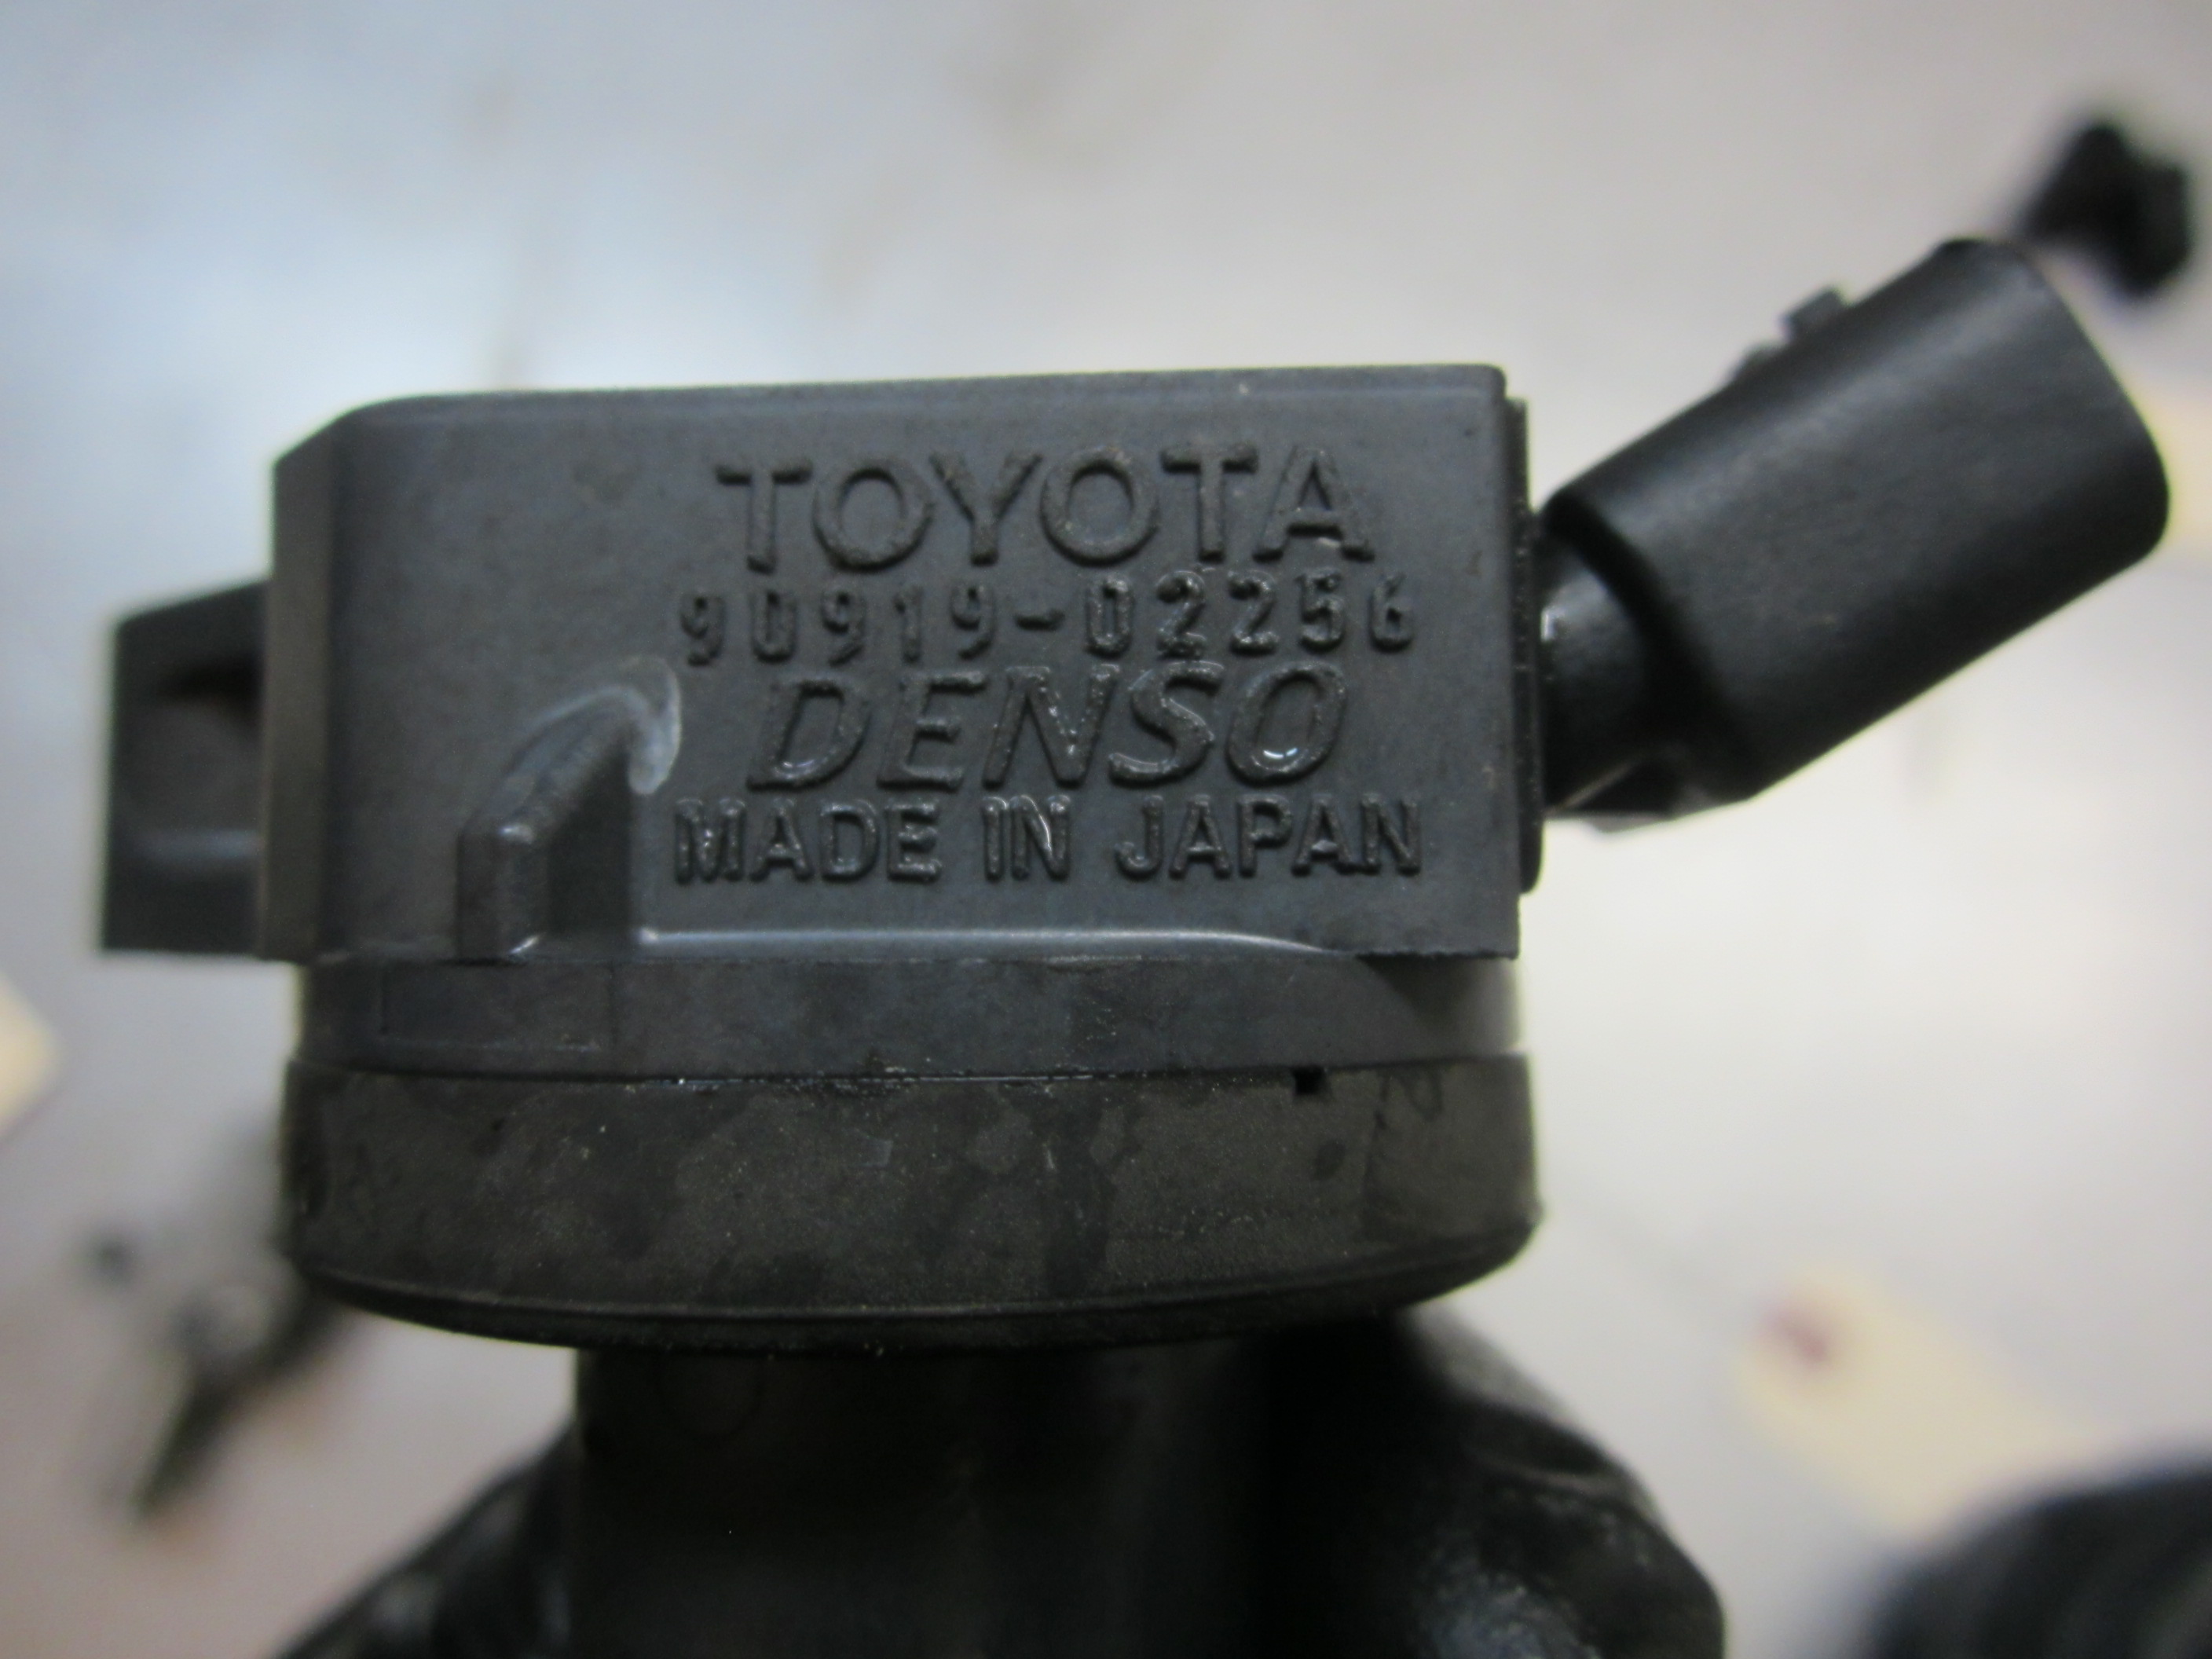 TOYOTA
90919-02256
DENSO
MADE IN JAPAN